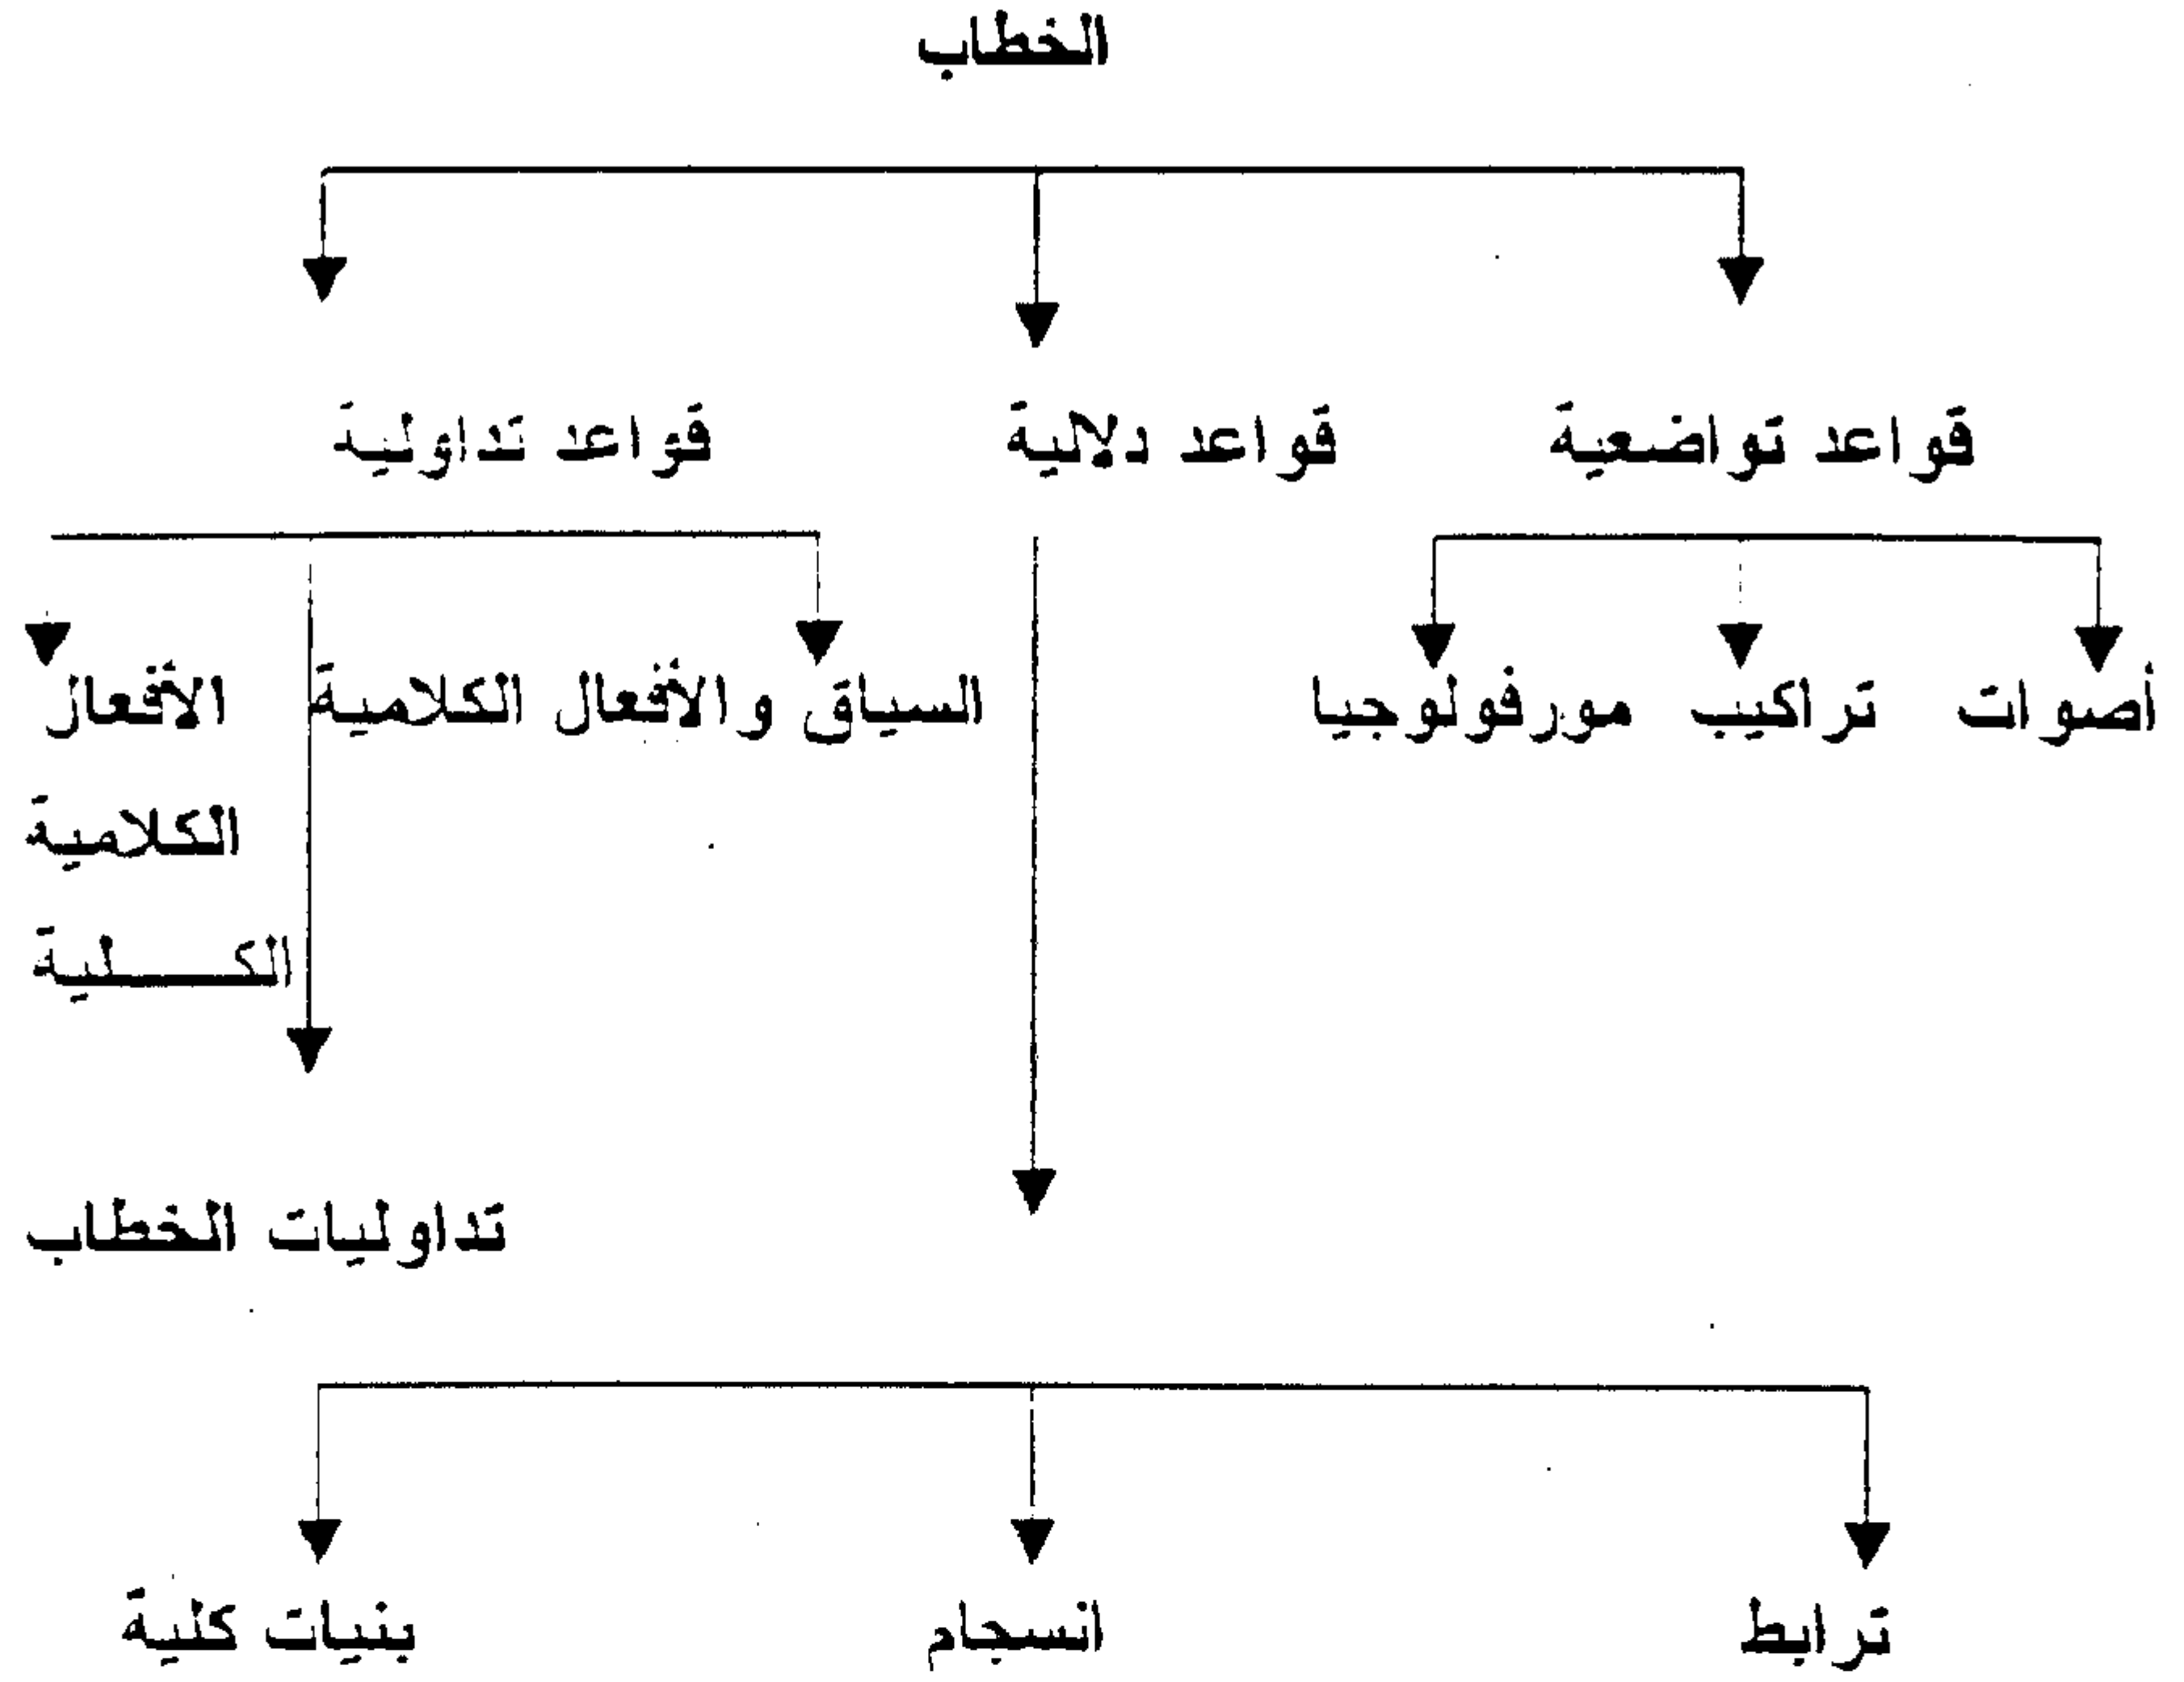 الخطاب
قواعد تواضعية قواعد دلالية قواعد تداولية
أصوات تراكيب مورفولوجيا السياق والأفعال الكلامية الأفعال
الكلامية
الكلية
تداوليات الخطاب
ترابط انسجام بنيات كلية